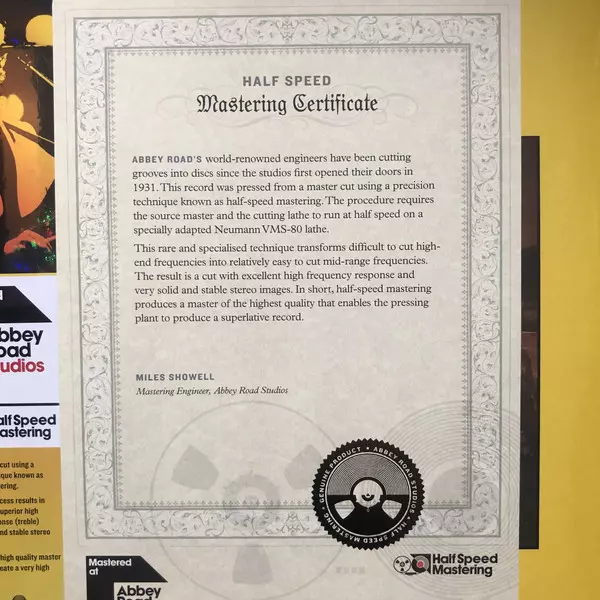 HALF SPEED
Mastering Certificate
ABBEY ROAD'S world-renowned engineers have been cutting
grooves into discs since the studios first opened their doors in
1931. This record was pressed from a master cut using a precision
technique known as half-speed mastering. The procedure requires
the source master and the cutting lathe to run at half speed on a
specially adapted Neumann VMS-80 lathe.
This rare and specialised technique transforms difficult to cut high-
end frequencies into relatively easy to cut mid-range frequencies.
The result is a cut with excellent high frequency response and
very solid and stable stereo images. In short, half-speed mastering
produces a master of the highest quality that enables the pressing
plant to produce a superlative record.
MILES SHOWELL
Mastering Engineer, Abbey Road Studios
GENUINE PRODUCT • ABBEY ROAD STUDIOS • HALF SPEED MASTERING •
Mastered
at
Abbey
Road
Half Speed
Mastering
bbey
oad
udios
alf Speed
astering
cut using a
que known as
ering.
cess results in
uperior high
nse (treble)
nd stable stereo
high quality master
eate a very high